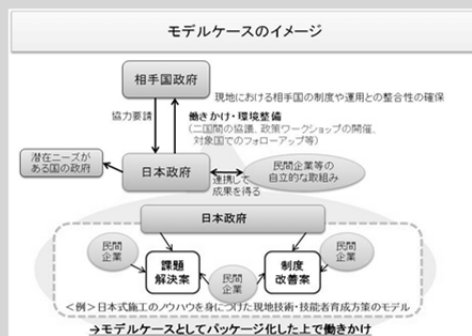 モデルケースのイメージ
相手国政府
現地における相手国の制度や運用との整合性の確保
協力要請
働きかけ・環境整備
(二国間の協議、政策ワークショップの開催、
対象国でのフォローアップ等)
潜在ニーズが
ある国の政府
日本政府
連携して
成果を得る
民間企業等の
自立的な取組み
日本政府
民間
企業
課題
解決案
民間
企業
制度
改善案
民間
企業
<例>日本式施工のノウハウを身につけた現地技術・技能者育成方策のモデル
→モデルケースとしてパッケージ化した上で働きかけ